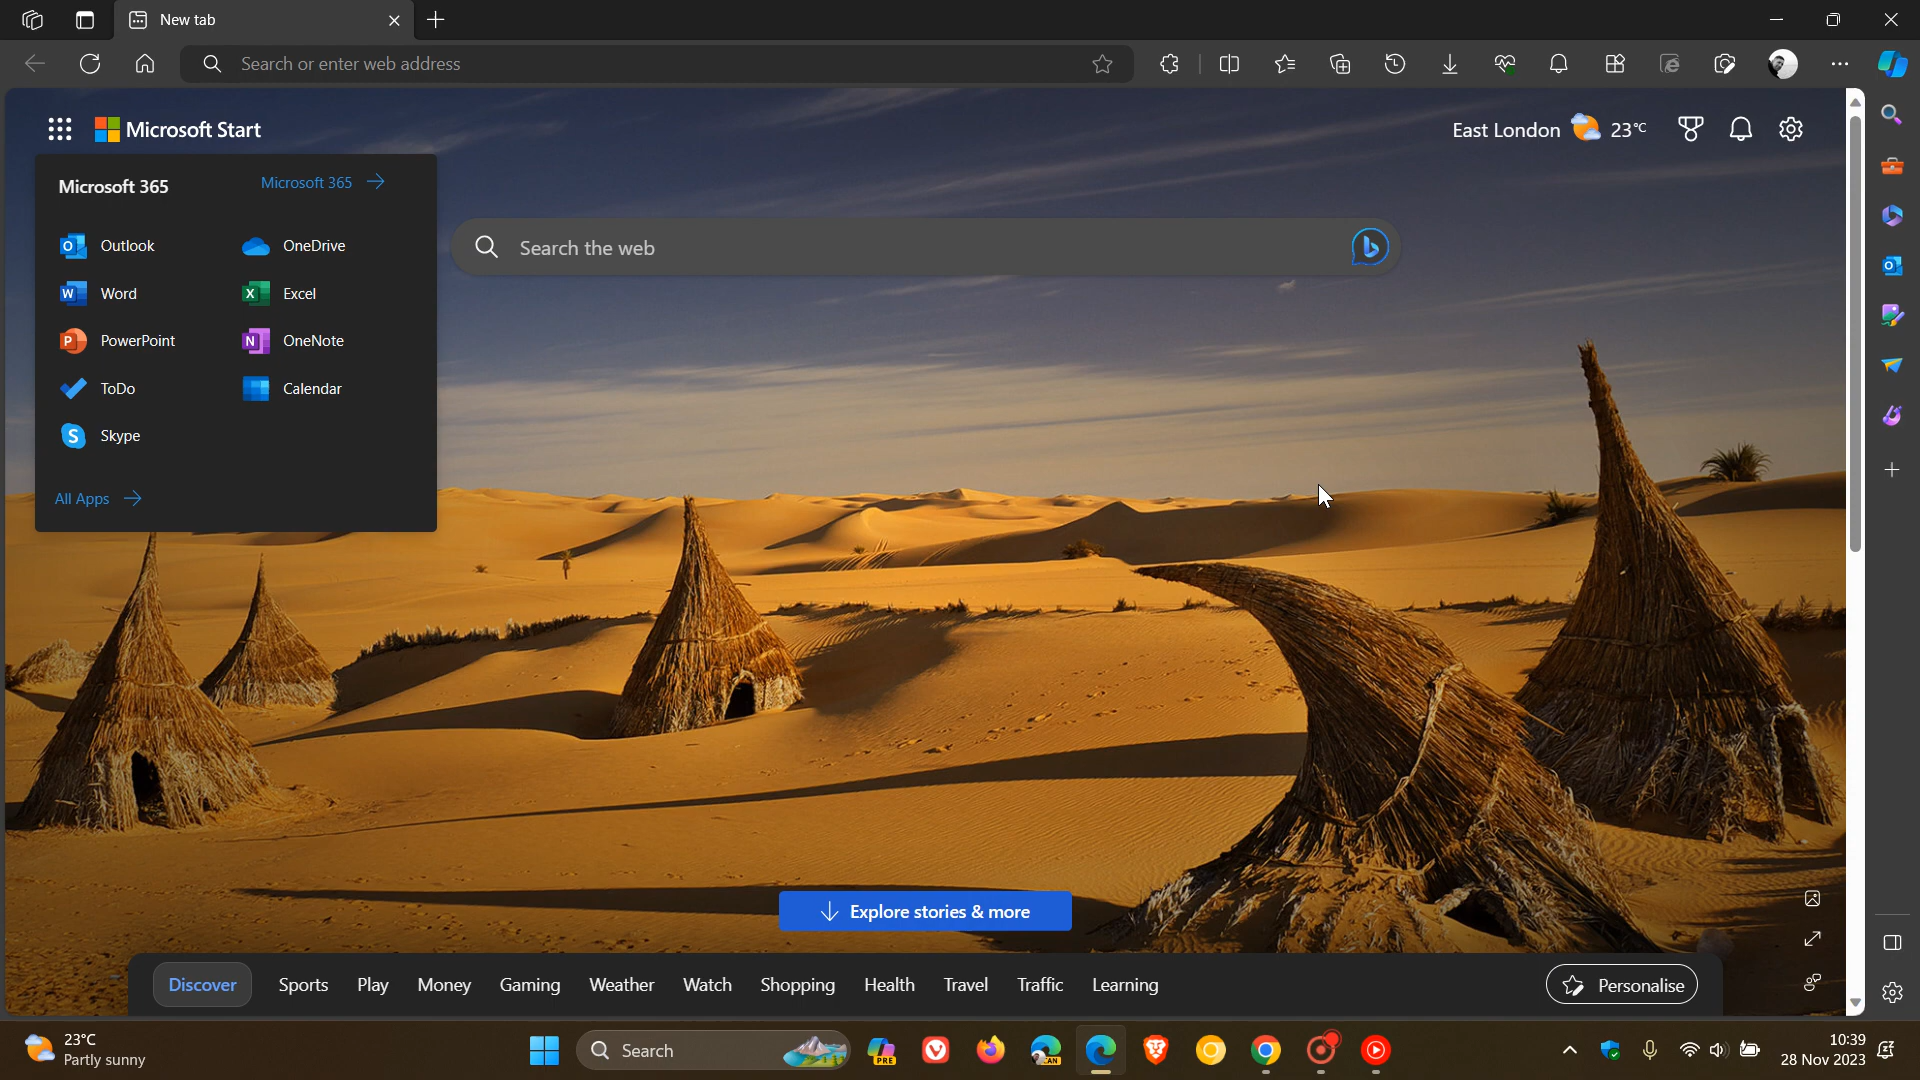 New tab
Search or enter web address
Microsoft Start
East London 23°C
Microsoft 365
Microsoft 365
Outlook
OneDrive
Word
Excel
PowerPoint
OneNote
ToDo
Calendar
Skype
All Apps
Search the web
Explore stories & more
Discover
Sports
Play
Money
Gaming
Weather
Watch
Shopping
Health
Travel
Traffic
Learning
Personalise
23°C
Partly sunny
Search
PRE
CAN
10:39
28 Nov 2023